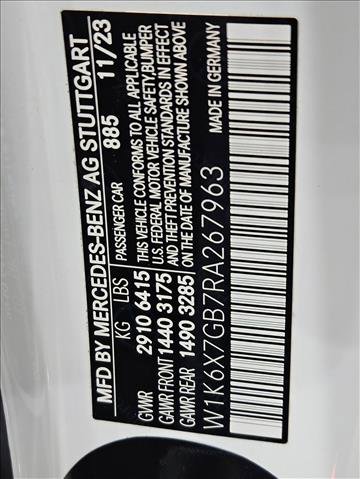 MFD BY MERCEDES-BENZ AG STUTTGART
885 11/23
KG LBS PASSENGER CAR
GVWR 2910 6415
GAWR FRONT 1440 3175
GAWR REAR 1490 3285
THIS VEHICLE CONFORMS TO ALL APPLICABLE
U.S. FEDERAL MOTOR VEHICLE SAFETY,BUMPER
AND THEFT PREVENTION STANDARDS IN EFFECT
ON THE DATE OF MANUFACTURE SHOWN ABOVE
W1K6X7GB7RA267963
MADE IN GERMANY